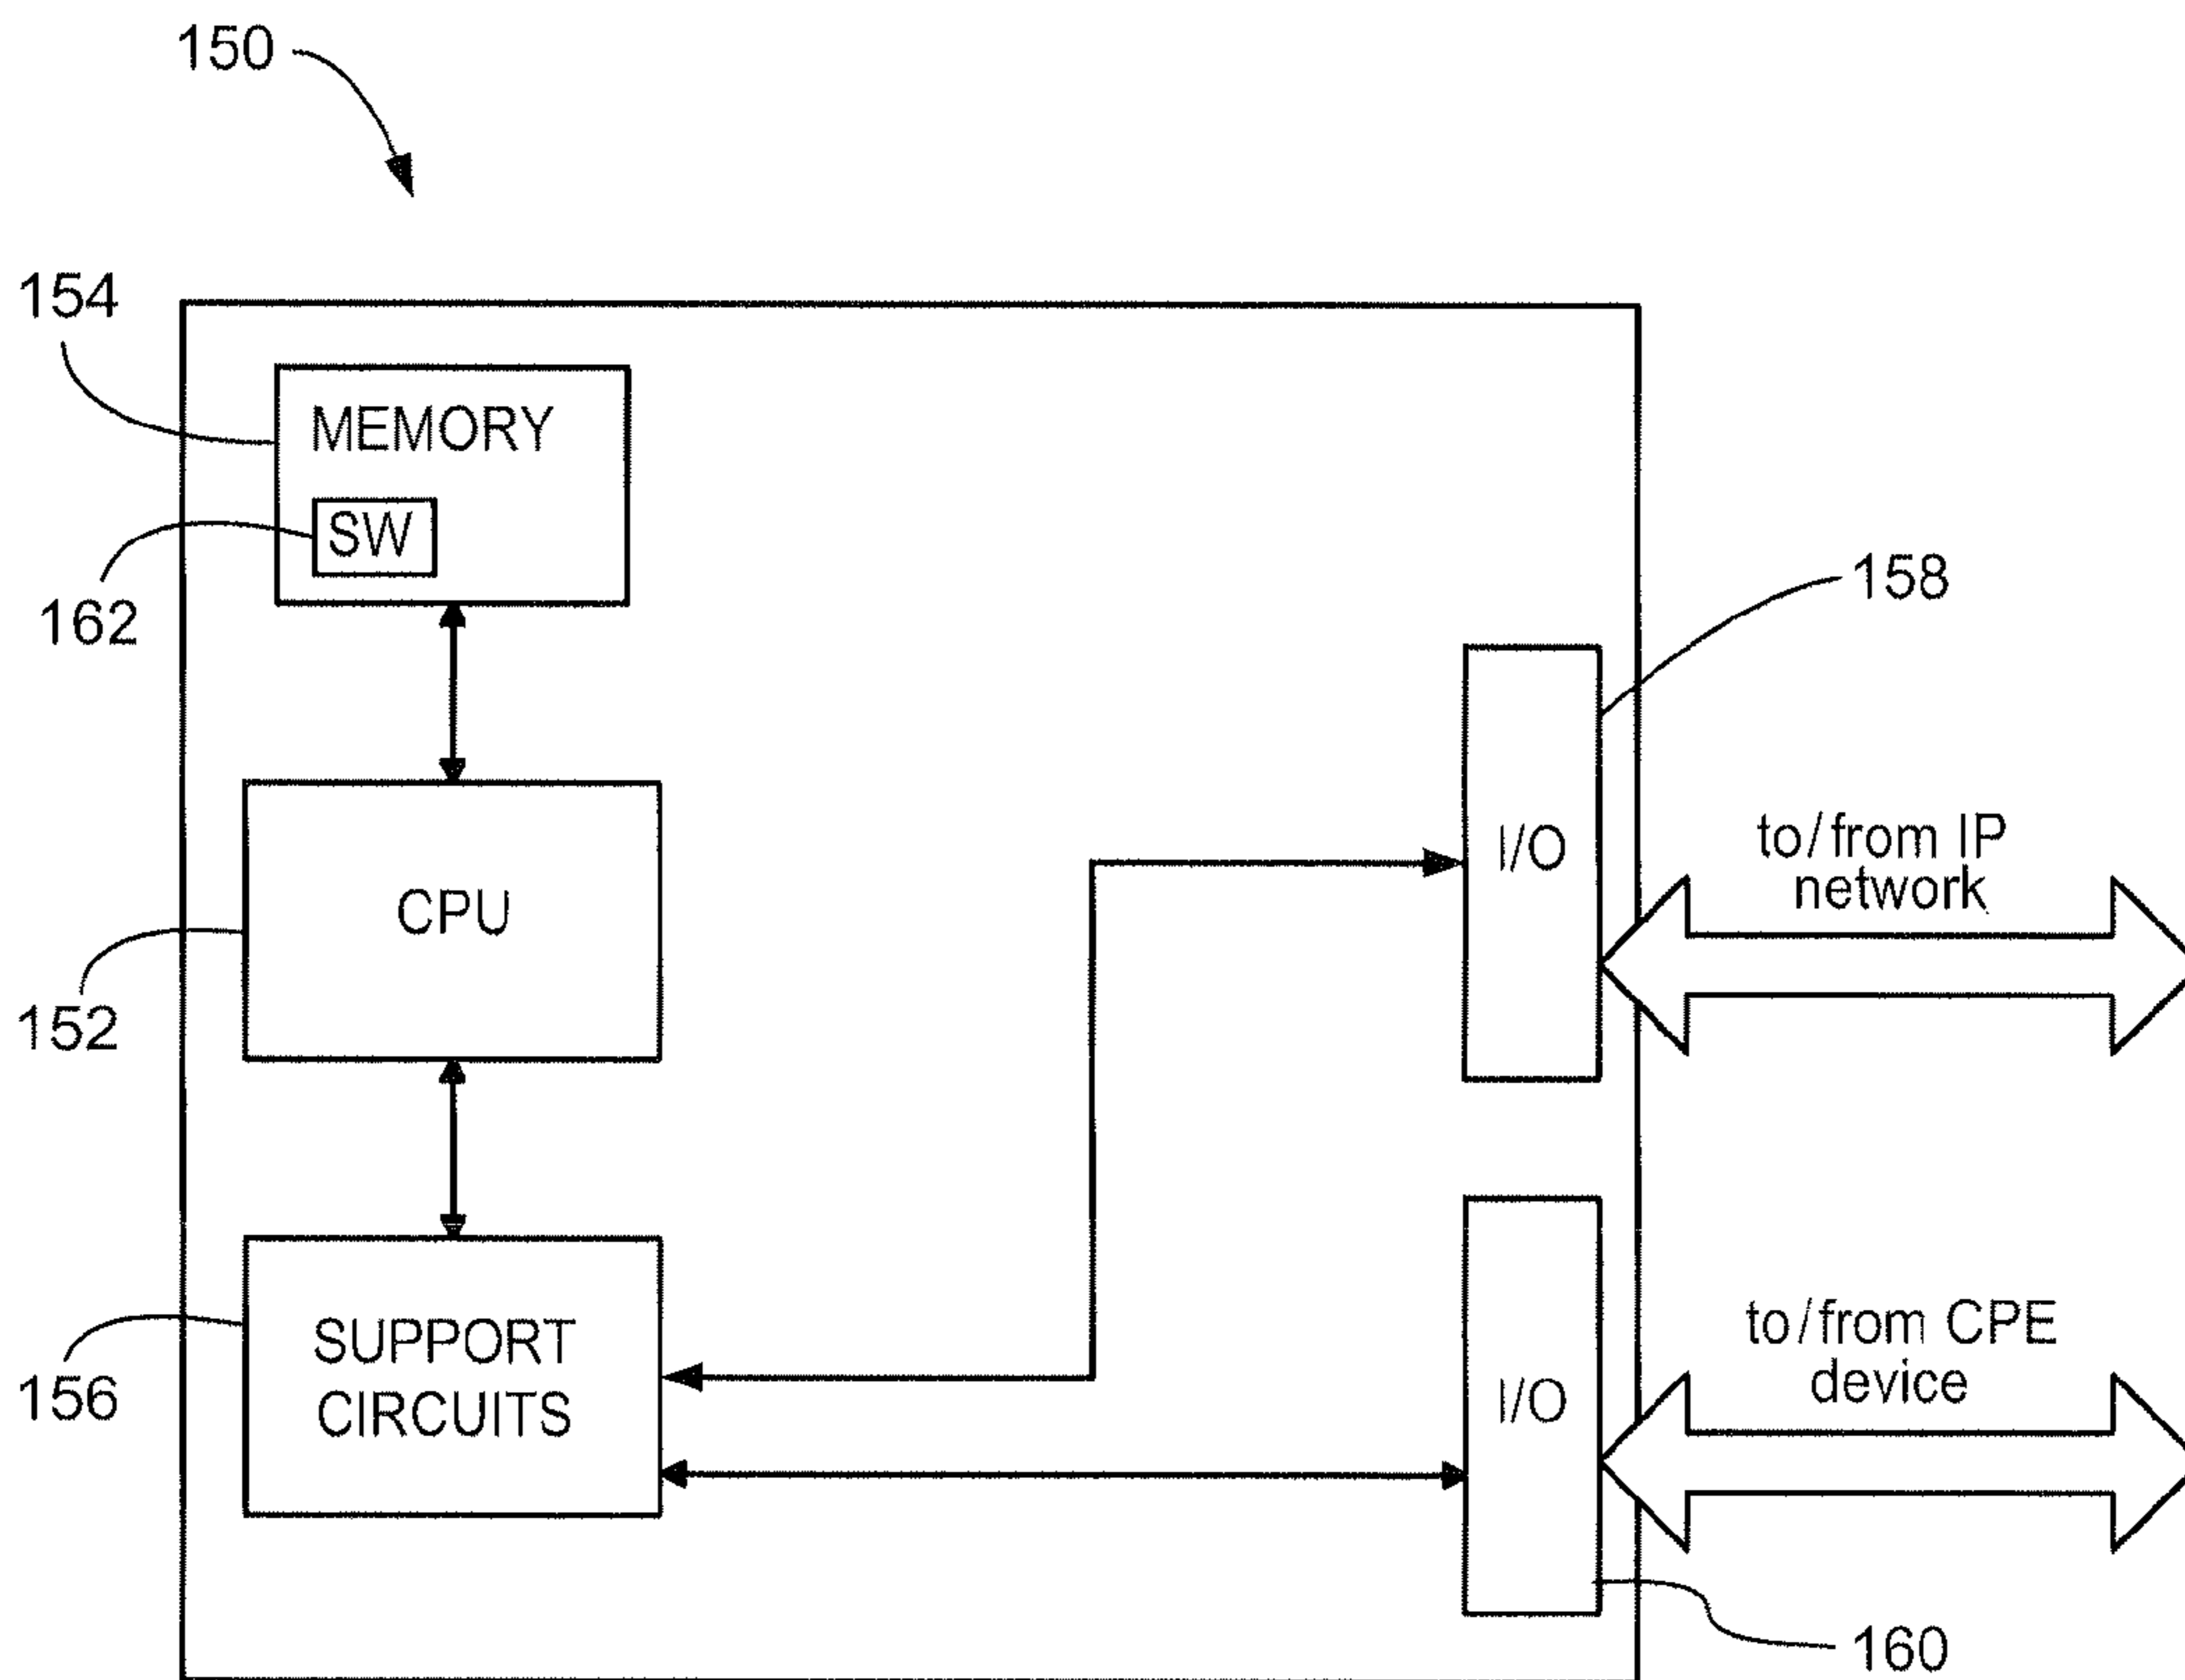 150
154
MEMORY
SW
162
158
I/O
to/from IP
network
CPU
152
SUPPORT
CIRCUITS
156
I/O
to/from CPE
device
160